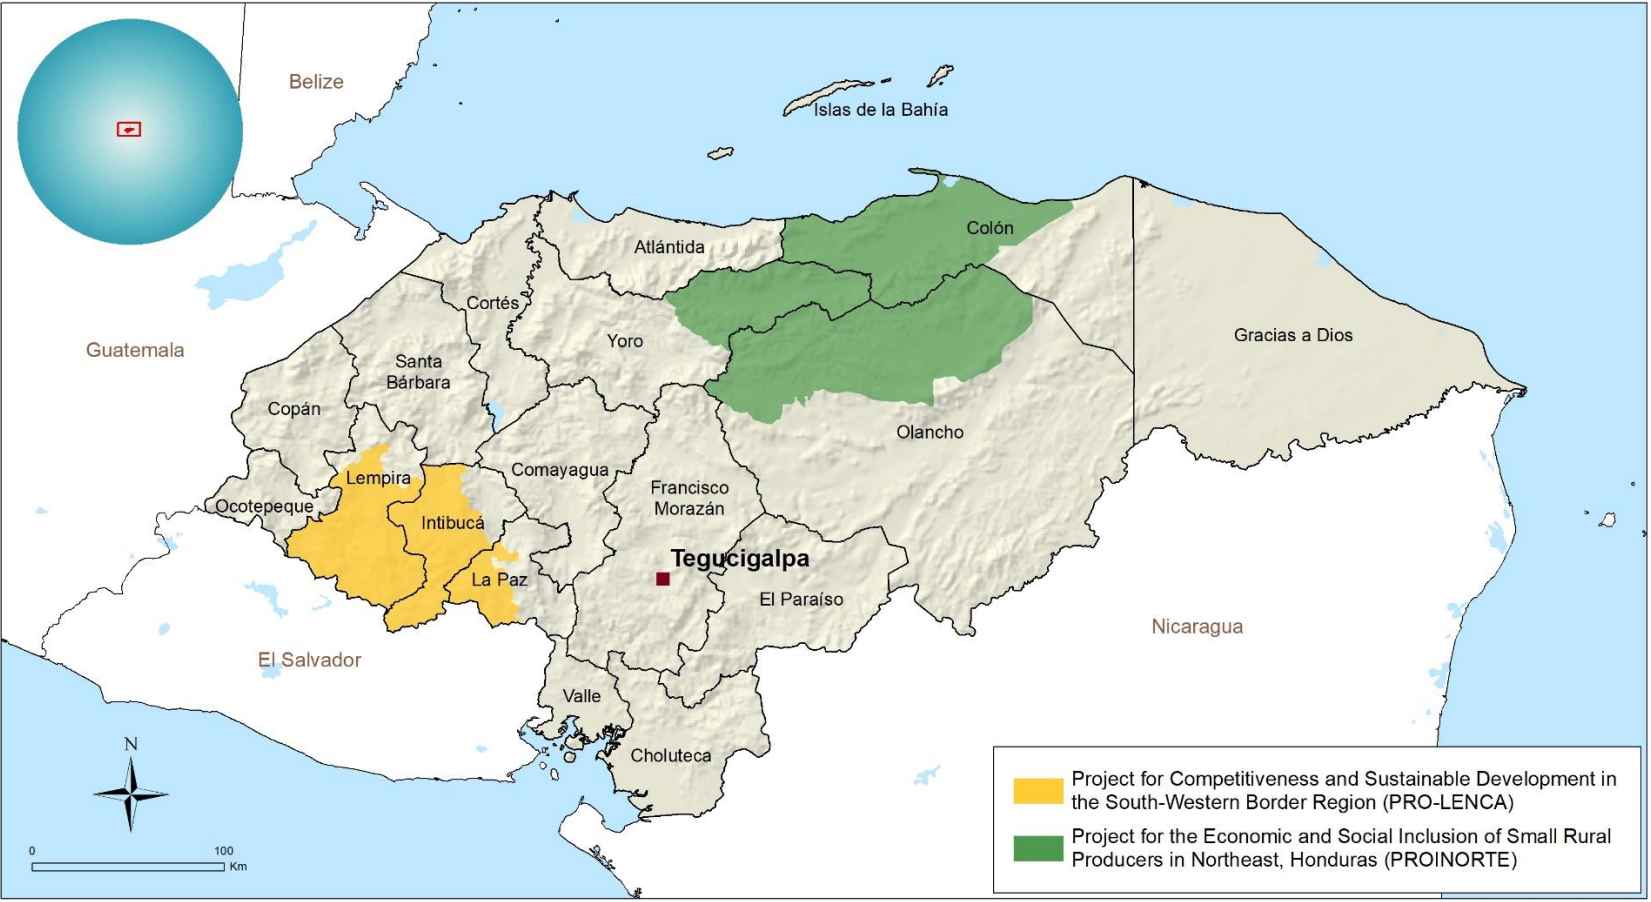 Belize
Islas de la Bahía
Colón
Atlántida
Cortés
Gracias a Dios
Yoro
Guatemala
Santa
Bárbara
Copán
Olancho
Comayagua
Lempira
Francisco
Morazán
Ocotepeque
Intibucá
Tegucigalpa
La Paz
El Paraíso
Nicaragua
El Salvador
Valle
Choluteca
N
0 100
Km
Project for Competitiveness and Sustainable Development in
the South-Western Border Region (PRO-LENCA)
Project for the Economic and Social Inclusion of Small Rural
Producers in Northeast, Honduras (PROINORTE)